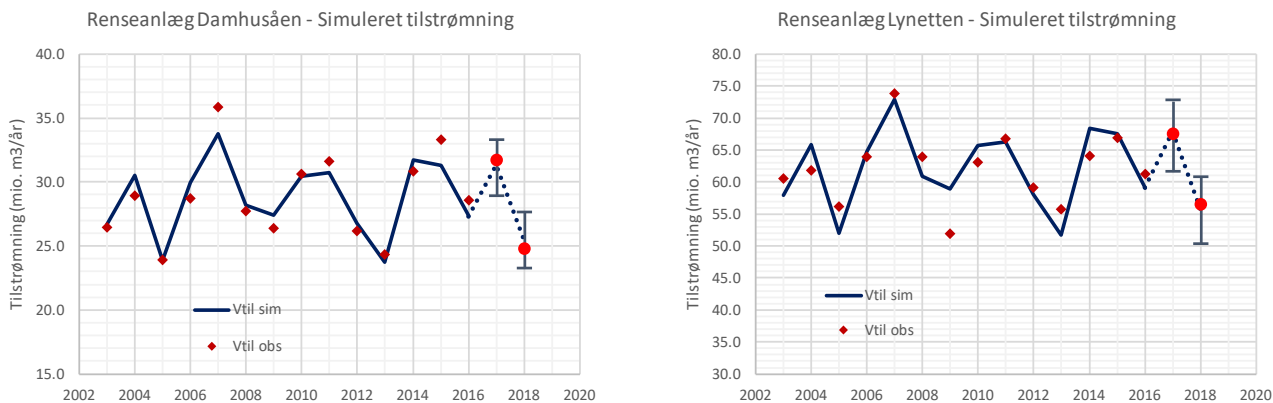 Renseanlæg Damhusåen - Simuleret tilstrømning
Tilstrømning (mio. m3/år)
40.0
35.0
30.0
25.0
20.0
15.0
Vtil sim
Vtil obs
2002 2004 2006 2008 2010 2012 2014 2016 2018 2020
Renseanlæg Lynetten - Simuleret tilstrømning
Tilstrømning (mio. m3/år)
80.0
75.0
70.0
65.0
60.0
55.0
50.0
45.0
40.0
35.0
30.0
Vtil sim
Vtil obs
2002 2004 2006 2008 2010 2012 2014 2016 2018 2020